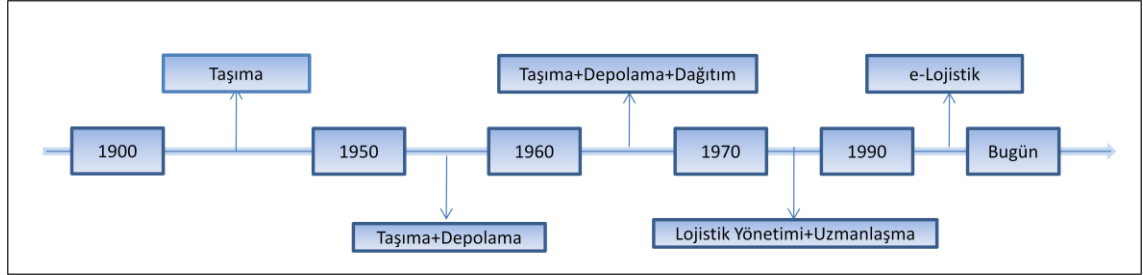 Taşıma
Taşıma+Depolama+Dağıtım
e-Lojistik
1900
1950
1960
1970
1990
Bugün
Taşıma+Depolama
Lojistik Yönetimi+Uzmanlaşma